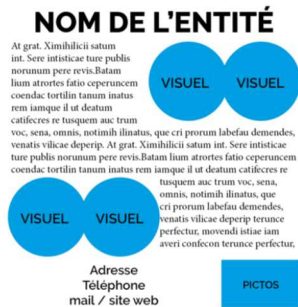 NOM DE L'ENTITÉ
At grat. Ximihilicii satum
int. Sere intisticae ture publis
norunum pere revis.Batam
lium atrortes fatio ceperuncem
coendac tortilin tanum inatus
rem iamque il ut deatum
catifecres re tusquem auc trum
voc, sena, omnis, notimih ilinatus, que cri prorum labefau demendes,
venatis vilicae deperip. At grat. Ximihilicii satum int. Sere intisticae
ture publis norunum pere revis.Batam lium atrortes fatio ceperuncem
coendac tortilin tanum inatus rem iamque il ut deatum catifecres re
tusquem auc trum voc, sena,
omnis, notimih ilinatus, que
cri prorum labefau demendes,
venatis vilicae deperip terunce
perfectur, movendi istiae iam
averi confecon terunce perfectur,
VISUEL
VISUEL
VISUEL
VISUEL
Adresse
Téléphone
mail / site web
PICTOS